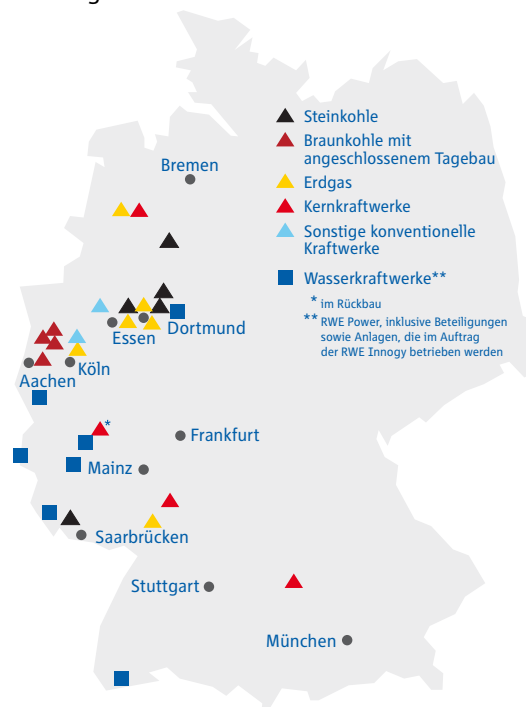 Steinkohle
Braunkohle mit
angeschlossenem Tagebau
Erdgas
Kernkraftwerke
Sonstige konventionelle
Kraftwerke
Wasserkraftwerke**
* im Rückbau
** RWE Power, inklusive Beteiligungen
sowie Anlagen, die im Auftrag
der RWE Innogy betrieben werden
Bremen
Dortmund
Essen
Köln
Aachen
*
Frankfurt
Mainz
Saarbrücken
Stuttgart
München